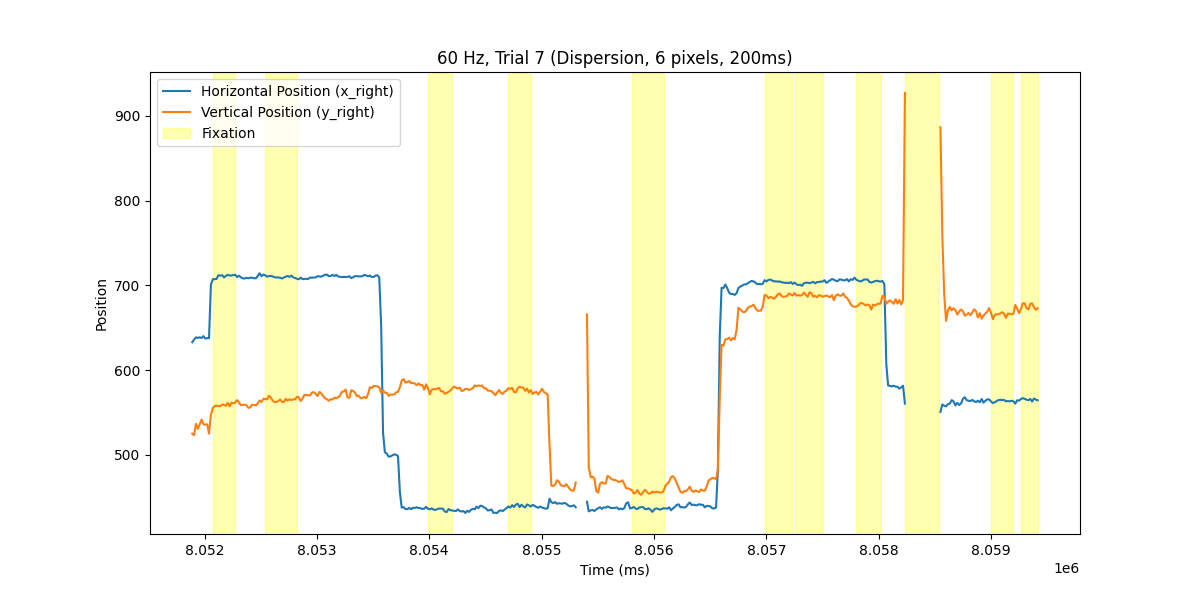 60 Hz, Trial 7 (Dispersion, 6 pixels, 200ms)
Horizontal Position (x_right)
Vertical Position (y_right)
Fixation
Position
900
800
700
600
500
8.052
8.053
8.054
8.055
8.056
8.057
8.058
8.059
1e6
Time (ms)